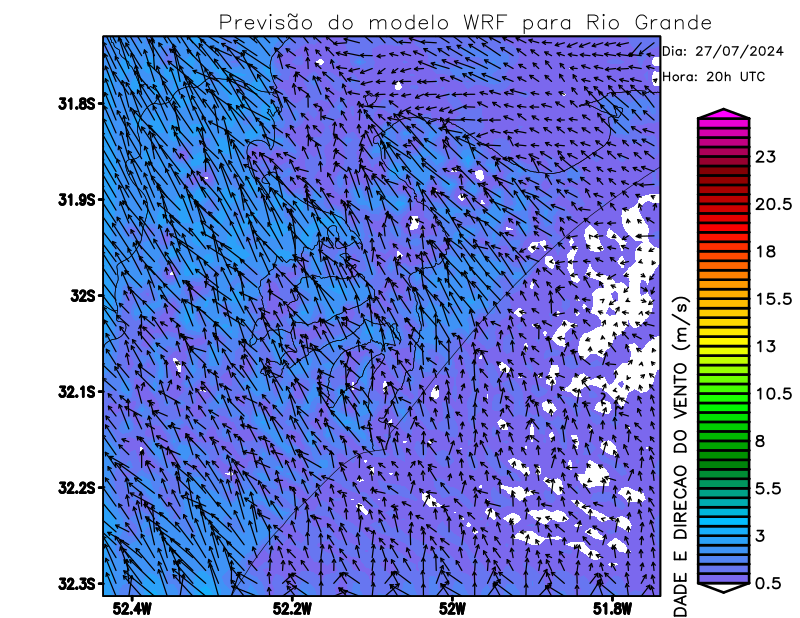 Previsão do modelo WRF para Rio Grande
Dia: 27/07/2024
Hora: 20h UTC
31.8S
31.9S
32S
32.1S
32.2S
32.3S
52.4W
52.2W
52W
51.8W
23
20.5
18
15.5
13
10.5
8
5.5
3
0.5
DADE E DIRECAO DO VENTO (m/s)